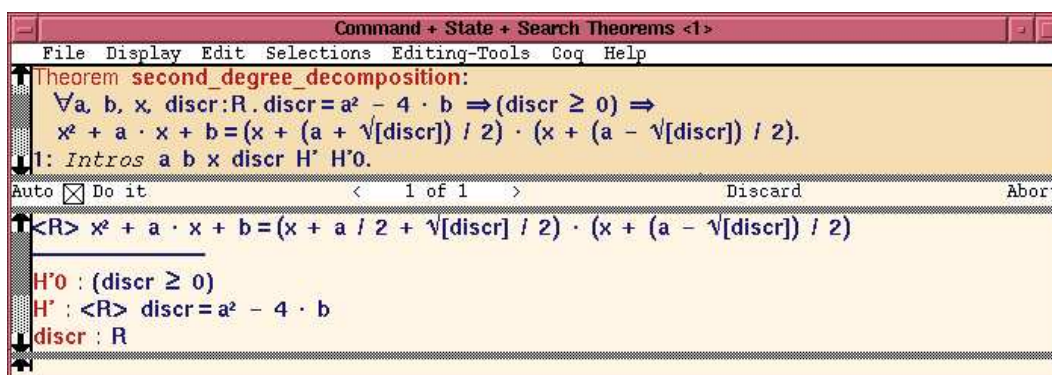 Command + State + Search Theorems <1>
File Display Edit Selections Editing-Tools Coq Help
Theorem second_degree_decomposition:
∀a, b, x, discr:R.discr=a² − 4 · b ⇒(discr ≥ 0) ⇒
x² + a · x + b=(x + (a + √[discr]) / 2) · (x + (a − √[discr]) / 2).
1: Intros a b x discr H' H'0.
Auto Do it < 1 of 1 > Discard Abor
<R> x² + a · x + b=(x + a / 2 + √[discr] / 2) · (x + (a − √[discr]) / 2)
H'0 : (discr ≥ 0)
H' : <R> discr=a² − 4 · b
discr : R